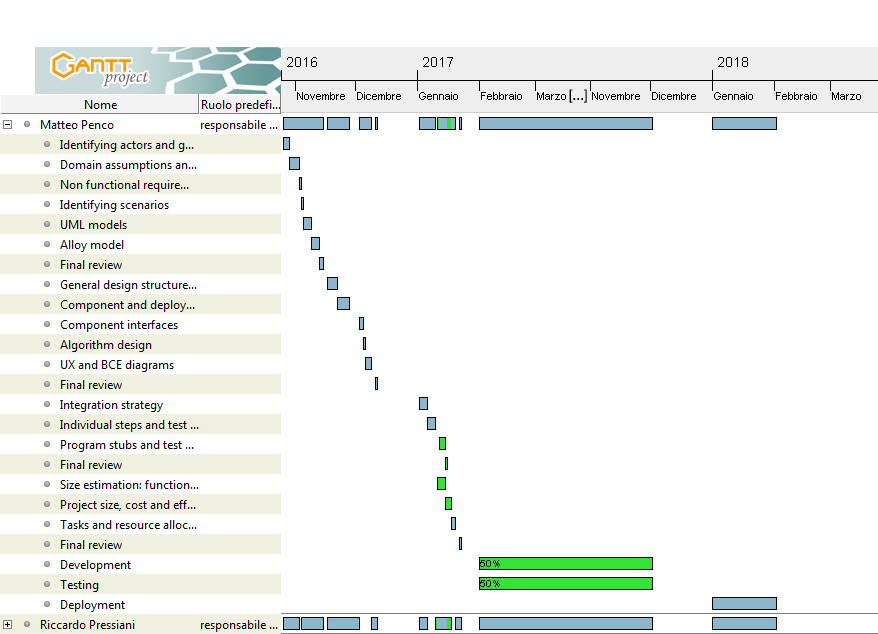 GANTT
project
2016 2017 2018
Novembre Dicembre Gennaio Febbraio Marzo [...] Novembre Dicembre Gennaio Febbraio Marzo
Nome Ruolo predefi...
Matteo Penco responsabile ...
Identifying actors and g...
Domain assumptions an...
Non functional require...
Identifying scenarios
UML models
Alloy model
Final review
General design structure...
Component and deploy...
Component interfaces
Algorithm design
UX and BCE diagrams
Final review
Integration strategy
Individual steps and test ...
Program stubs and test ...
Final review
Size estimation: function...
Project size, cost and eff...
Tasks and resource alloc...
Final review
Development 50%
Testing 50%
Deployment
Riccardo Pressiani responsabile ...